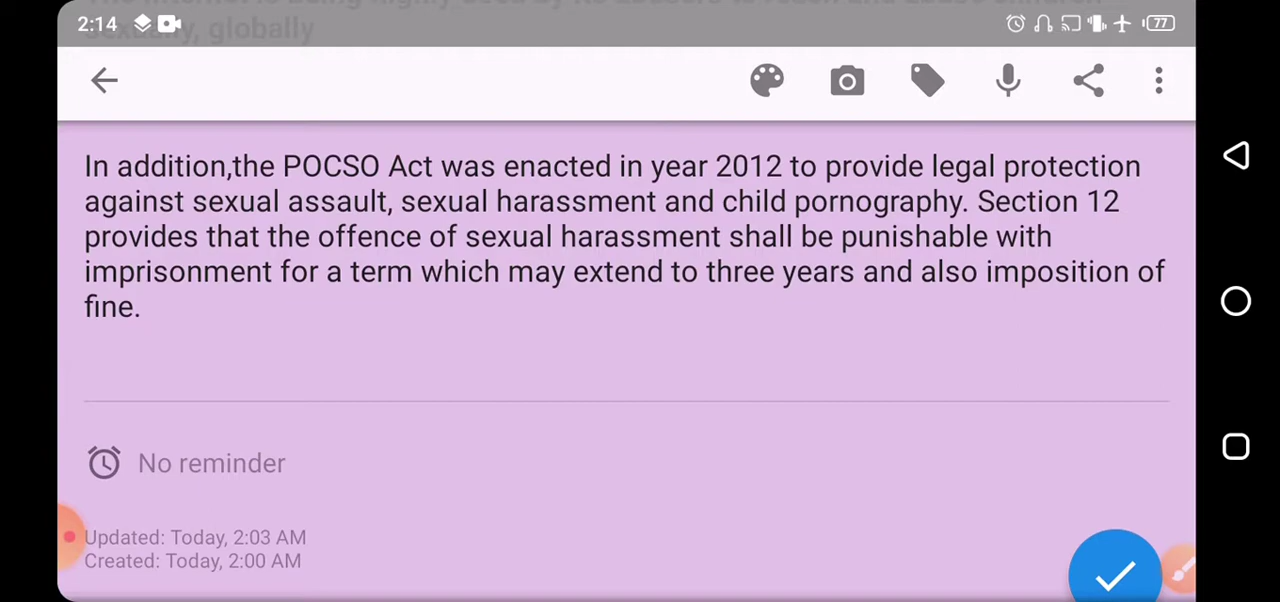 2:14
77
sexually, globally
In addition,the POCSO Act was enacted in year 2012 to provide legal protection
against sexual assault, sexual harassment and child pornography. Section 12
provides that the offence of sexual harassment shall be punishable with
imprisonment for a term which may extend to three years and also imposition of
fine.
No reminder
Updated: Today, 2:03 AM
Created: Today, 2:00 AM